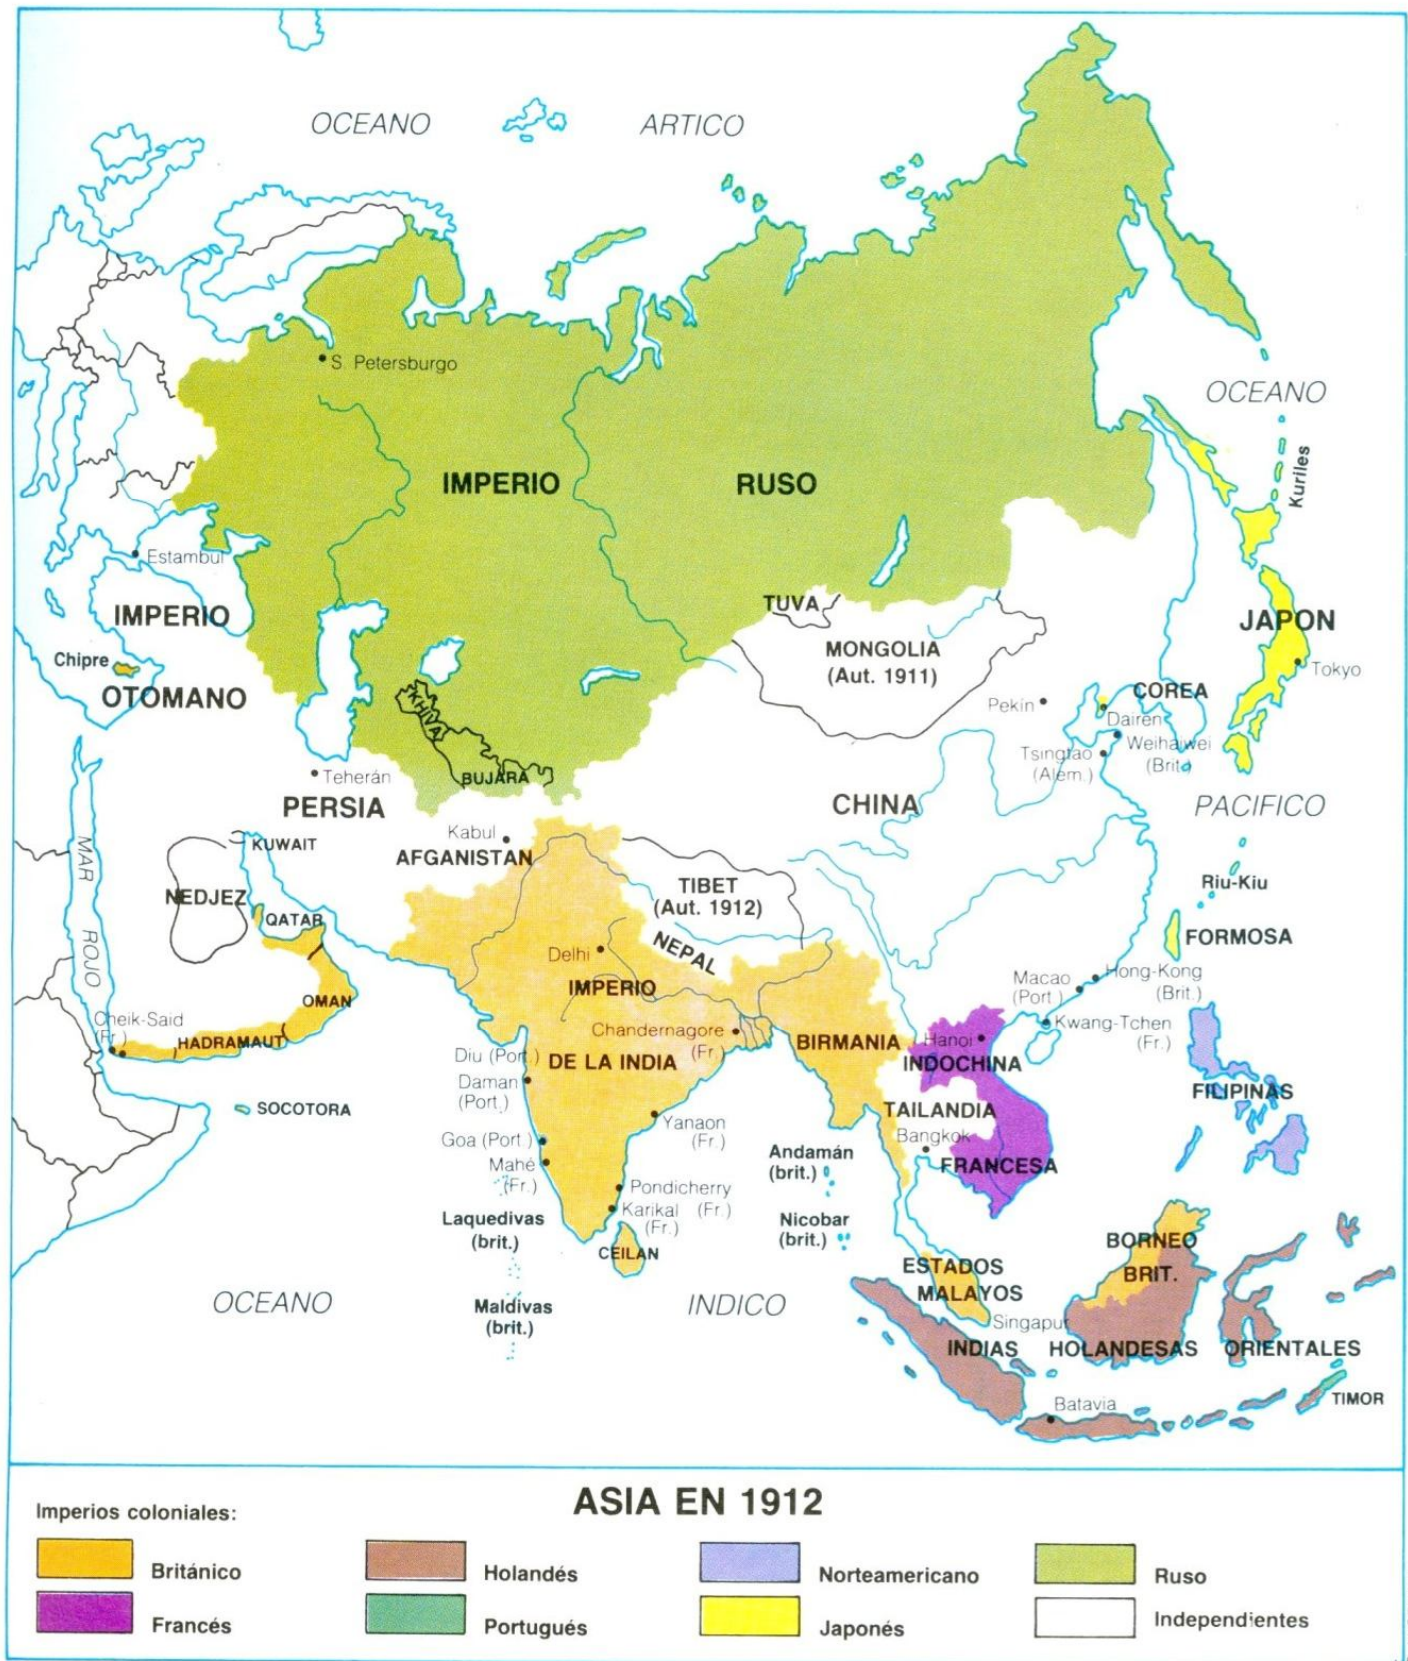 OCEANO ARTICO
S. Petersburgo
OCEANO
IMPERIO RUSO
Kuriles
Estambul
IMPERIO
TUVA
JAPON
MONGOLIA
(Aut. 1911)
Chipre
OTOMANO
Tokyo
KHIVA
Pekín
COREA
Dairen
Weihaiwei
(Brit.)
Tsingtao
(Alem.)
Teherán
BUJARA
PERSIA
CHINA
PACIFICO
Kabul
AFGANISTAN
KUWAIT
MAR ROJO
NEDJEZ
TIBET
(Aut. 1912)
Riu-Kiu
QATAR
FORMOSA
NEPAL
Delhi
IMPERIO
Macao
(Port.)
Hong-Kong
(Brit.)
OMAN
Cheik-Said
(Fr.)
HADRAMAUT
Chandernagore
(Fr.)
BIRMANIA
Hanoi
Kwang-Tchen
(Fr.)
Diu (Port.)
DE LA INDIA
INDOCHINA
Daman
(Port.)
FILIPINAS
SOCOTORA
TAILANDIA
Yanaon
(Fr.)
Bangkok
Goa (Port.)
Mahé
(Fr.)
Andamán
(brit.)
FRANCESA
Pondicherry
(Fr.)
Karikal
(Fr.)
Laquedivas
(brit.)
Nicobar
(brit.)
CEILAN
BORNEO
BRIT.
ESTADOS
MALAYOS
OCEANO INDICO
Maldivas
(brit.)
Singapur
INDIAS HOLANDESAS ORIENTALES
Batavia
TIMOR
ASIA EN 1912
Imperios coloniales:
Británico
Holandés
Norteamericano
Ruso
Francés
Portugués
Japonés
Independientes